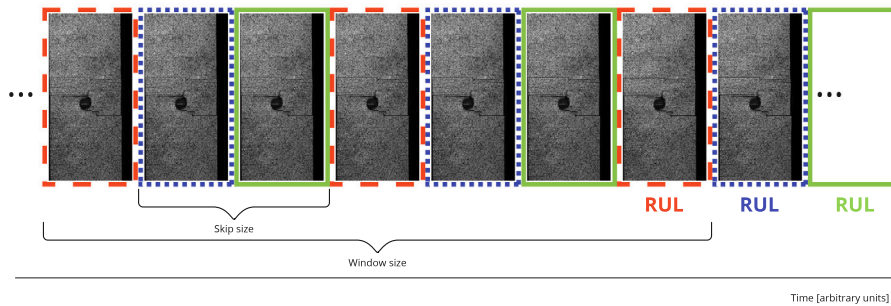 ...
...
RUL RUL RUL
Skip size
Window size
Time [arbitrary units]